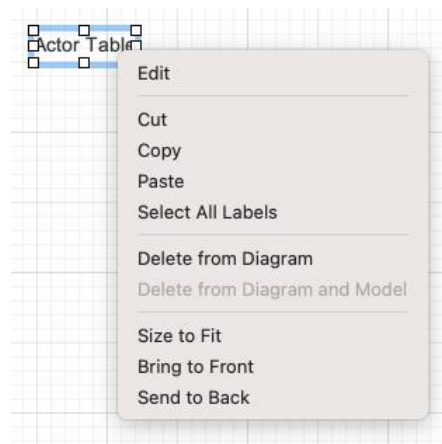 Actor Table
Edit
Cut
Copy
Paste
Select All Labels
Delete from Diagram
Delete from Diagram and Model
Size to Fit
Bring to Front
Send to Back